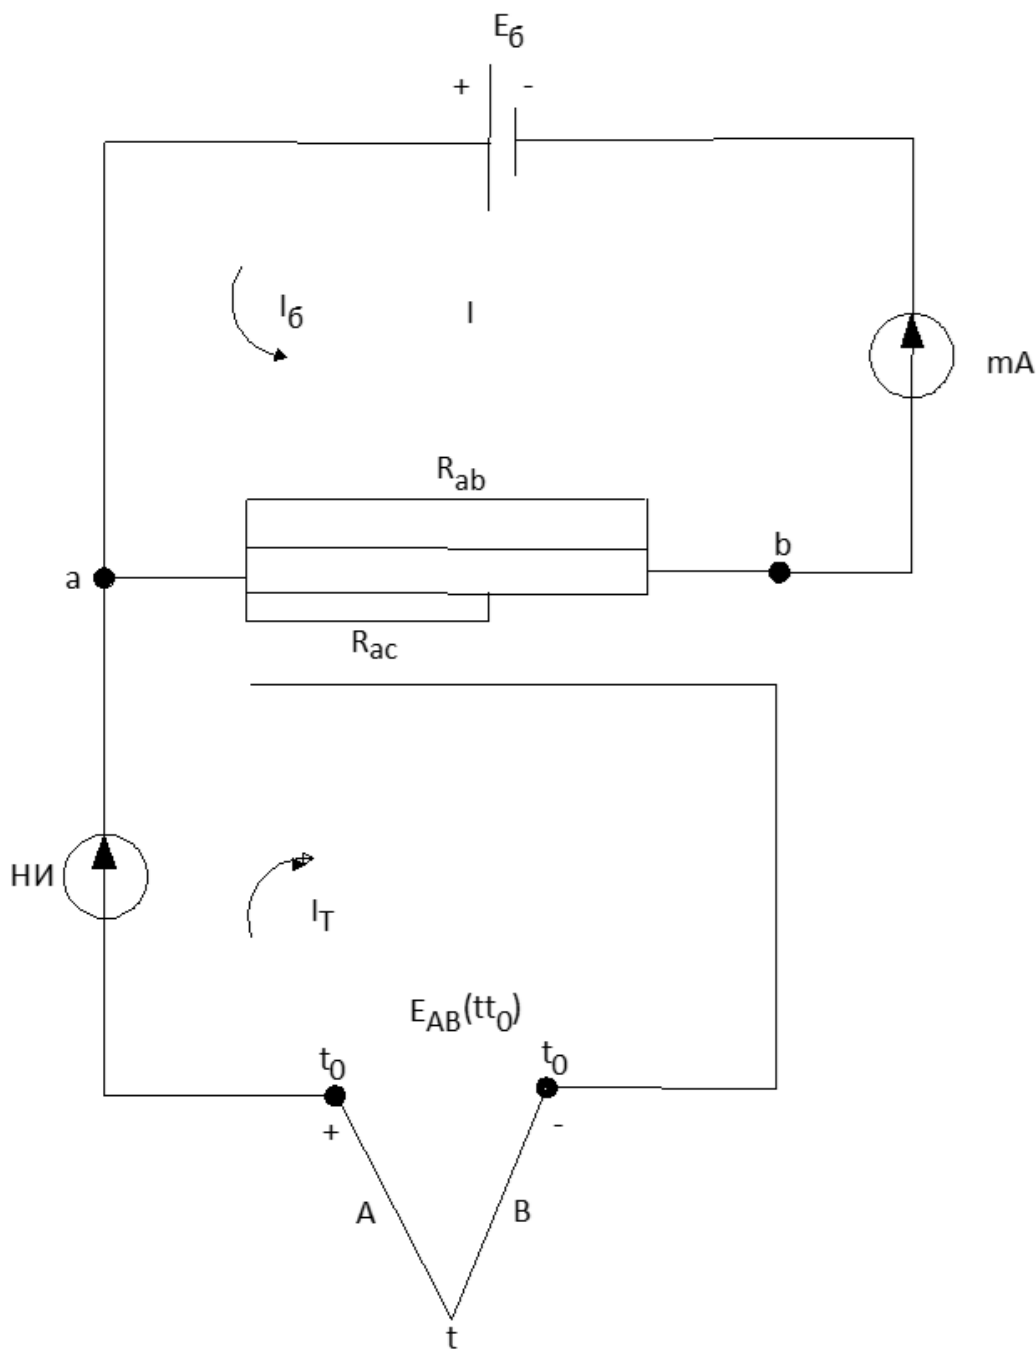 Eб
+ -
Iб
I
mA
Rab
a
b
Rac
НИ
IT
EAB(tt0)
t0
t0
+
-
A
B
t